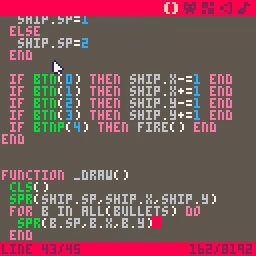 SHIP.SP=1
ELSE
SHIP.SP=2
END
IF BTN(0) THEN SHIP.X-=1 END
IF BTN(1) THEN SHIP.X+=1 END
IF BTN(2) THEN SHIP.Y-=1 END
IF BTN(3) THEN SHIP.Y+=1 END
IF BTNP(4) THEN FIRE() END
END
FUNCTION _DRAW()
CLS()
SPR(SHIP.SP,SHIP.X,SHIP.Y)
FOR B IN ALL(BULLETS) DO
SPR(B.SP,B.X,B.Y)
END
LINE 43/45 162/8192